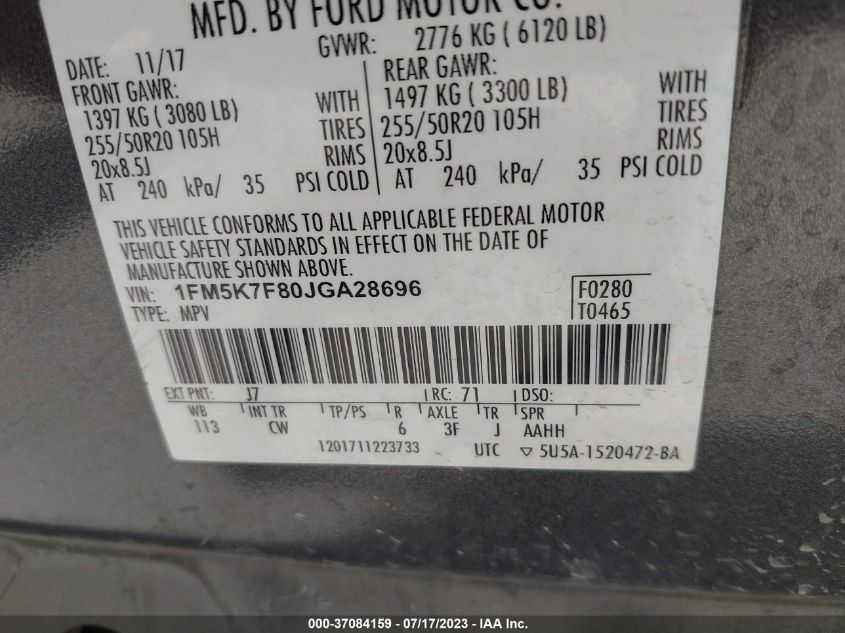 MFD. BY FORD MOTOR CO.
DATE: 11/17
GVWR: 2776 KG ( 6120 LB)
FRONT GAWR:
1397 KG ( 3080 LB)
WITH
255/50R20 105H
TIRES
20x8.5J
RIMS
AT 240 kPa/ 35 PSI COLD
REAR GAWR:
1497 KG ( 3300 LB)
WITH
255/50R20 105H
TIRES
20x8.5J
RIMS
AT 240 kPa/ 35 PSI COLD
THIS VEHICLE CONFORMS TO ALL APPLICABLE FEDERAL MOTOR
VEHICLE SAFETY STANDARDS IN EFFECT ON THE DATE OF
MANUFACTURE SHOWN ABOVE.
VIN: 1FM5K7F80JGA28696
F0280
TYPE: MPV
T0465
EXT PNT: J7 RC: 71 DSO:
WB INT TR TP/PS R AXLE TR SPR
113 CW 6 3F J AAHH
1201711223733 UTC ▽ 5U5A-1520472-BA
000-37084159 - 07/17/2023 - IAA Inc.